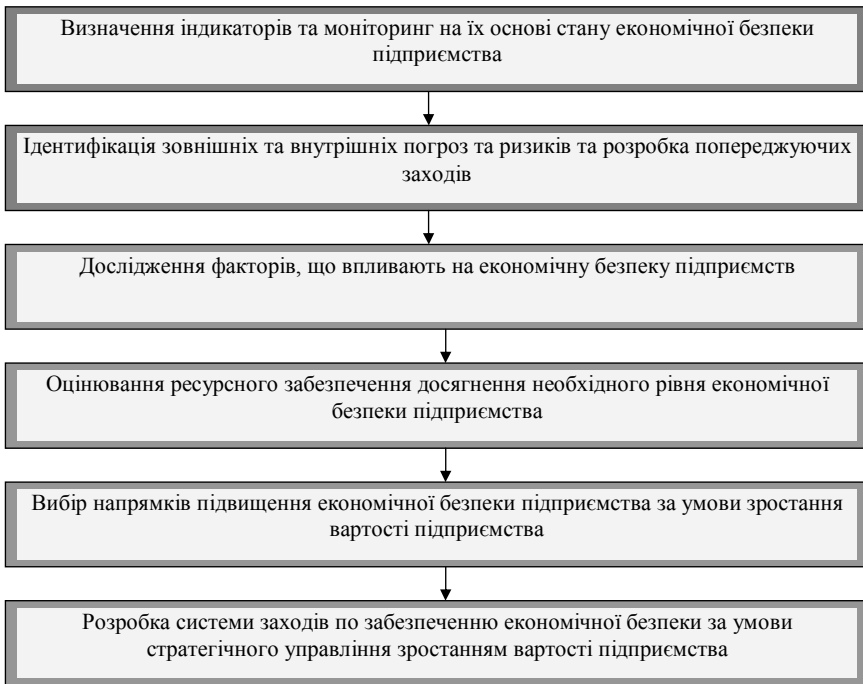 Визначення індикаторів та моніторинг на їх основі стану економічної безпеки
підприємства
Ідентифікація зовнішніх та внутрішніх погроз та ризиків та розробка попереджуючих
заходів
Дослідження факторів, що впливають на економічну безпеку підприємств
Оцінювання ресурсного забезпечення досягнення необхідного рівня економічної
безпеки підприємства
Вибір напрямків підвищення економічної безпеки підприємства за умови зростання
вартості підприємства
Розробка системи заходів по забезпеченню економічної безпеки за умови
стратегічного управління зростанням вартості підприємства